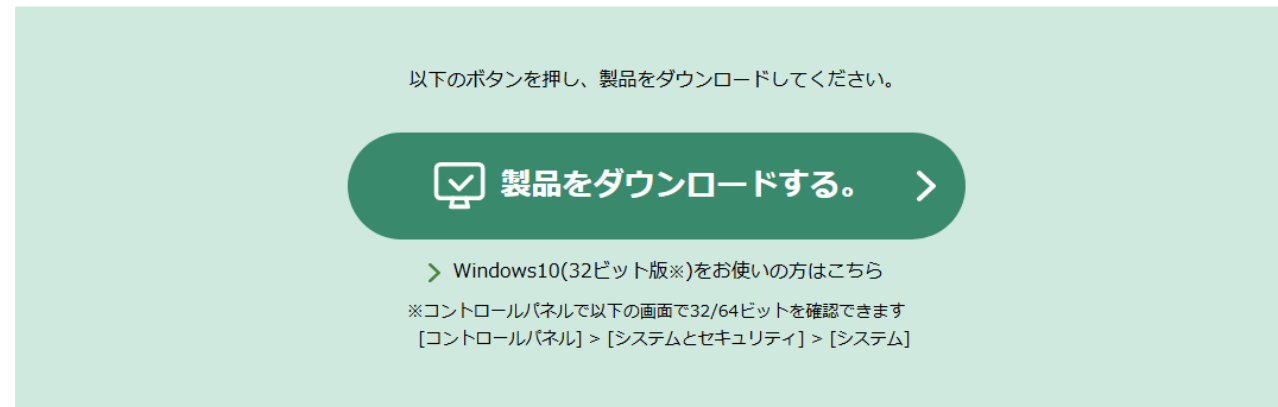 以下のボタンを押し、製品をダウンロードしてください。
製品をダウンロードする。
Windows10(32ビット版※)をお使いの方はこちら
※コントロールパネルで以下の画面で32/64ビットを確認できます
[コントロールパネル] > [システムとセキュリティ] > [システム]